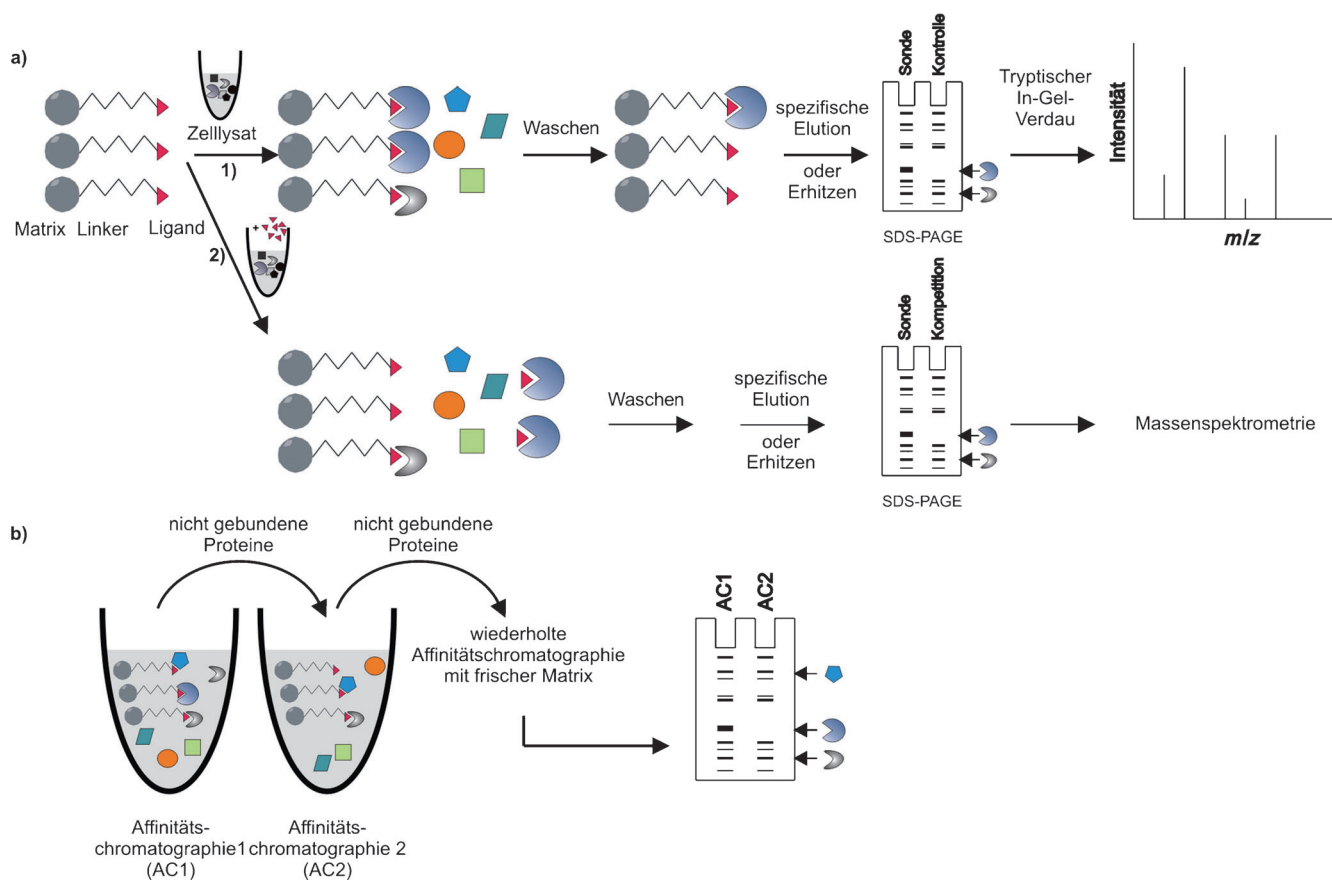 a)
Zelllysat
1)
Matrix Linker Ligand
2)
+
Waschen
spezifische
Elution
oder
Erhitzen
Sonde
Kontrolle
SDS-PAGE
Tryptischer
In-Gel-
Verdau
Intensität
m/z
Waschen
spezifische
Elution
oder
Erhitzen
Sonde
Kompetition
SDS-PAGE
Massenspektrometrie
b)
nicht gebundene
Proteine
nicht gebundene
Proteine
wiederholte
Affinitätschromatographie
mit frischer Matrix
AC1
AC2
Affinitäts-
chromatographie1
(AC1)
Affinitäts-
chromatographie 2
(AC2)